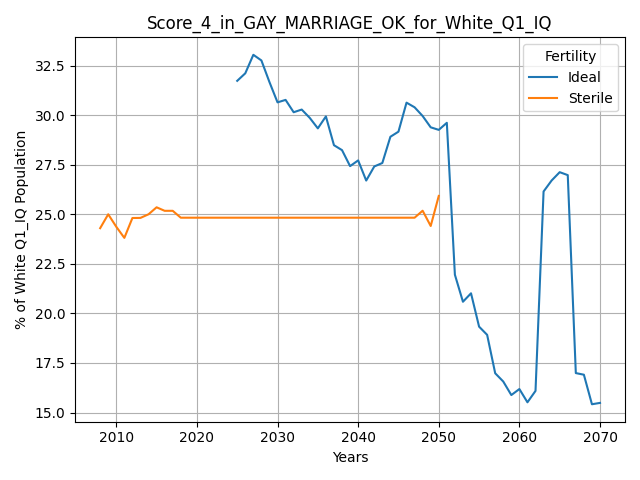 Score_4_in_GAY_MARRIAGE_OK_for_White_Q1_IQ
Fertility
Ideal
Sterile
% of White Q1_IQ Population
32.5
30.0
27.5
25.0
22.5
20.0
17.5
15.0
2010 2020 2030 2040 2050 2060 2070
Years